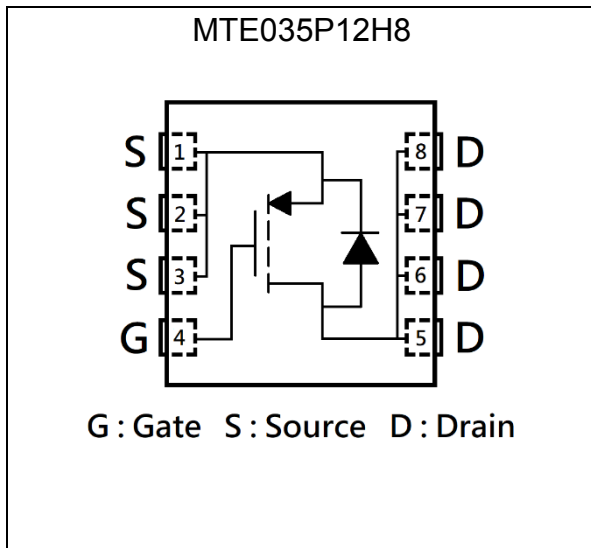 MTE035P12H8
S 1 8 D
S 2 7 D
S 3 6 D
G 4 5 D
G : Gate S : Source D : Drain